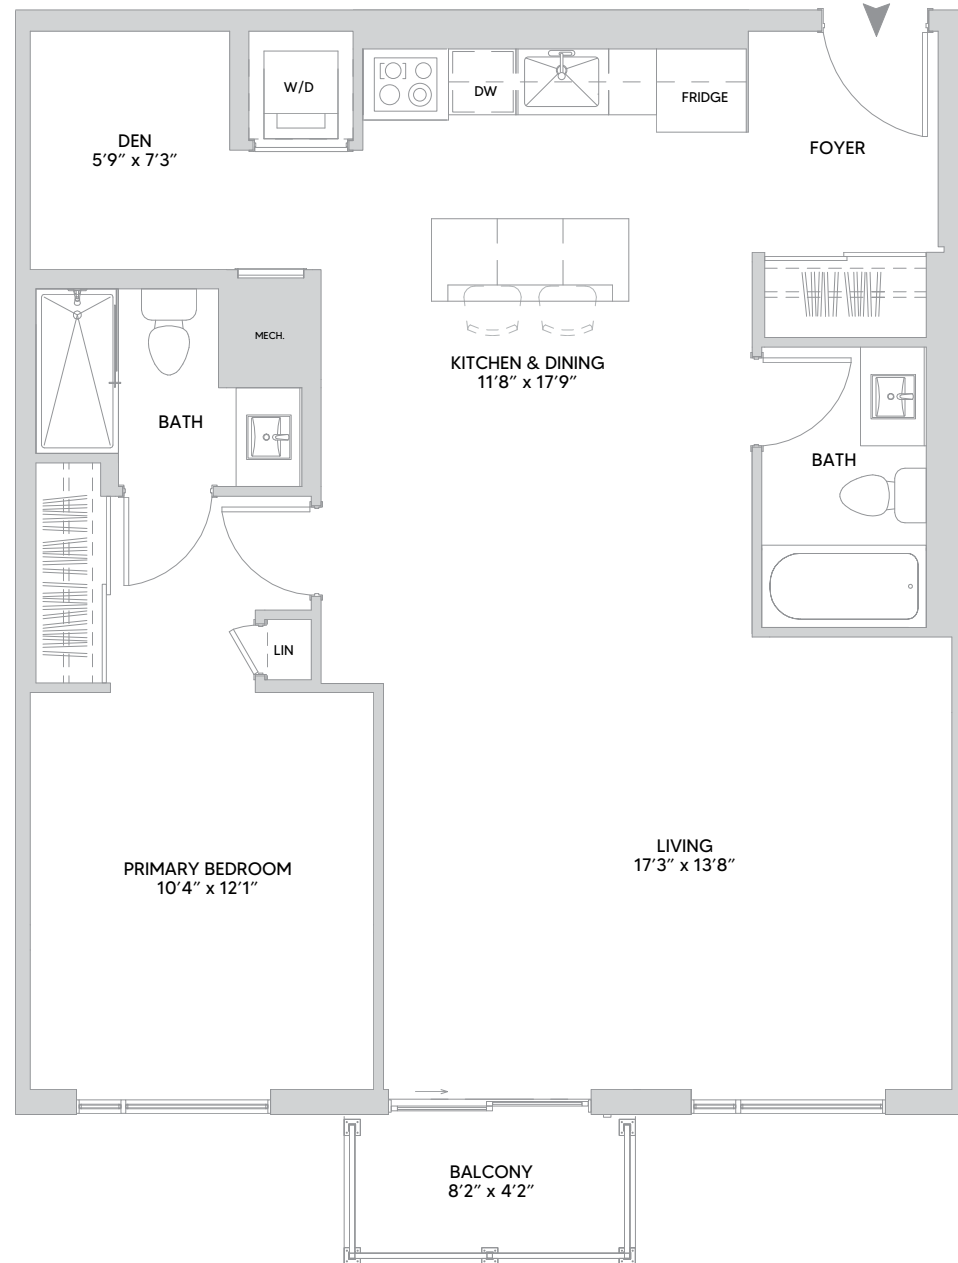 W/D
DW
FRIDGE
DEN
5'9" x 7'3"
FOYER
MECH.
KITCHEN & DINING
11'8" x 17'9"
BATH
BATH
LIN
LIVING
17'3" x 13'8"
PRIMARY BEDROOM
10'4" x 12'1"
BALCONY
8'2" x 4'2"